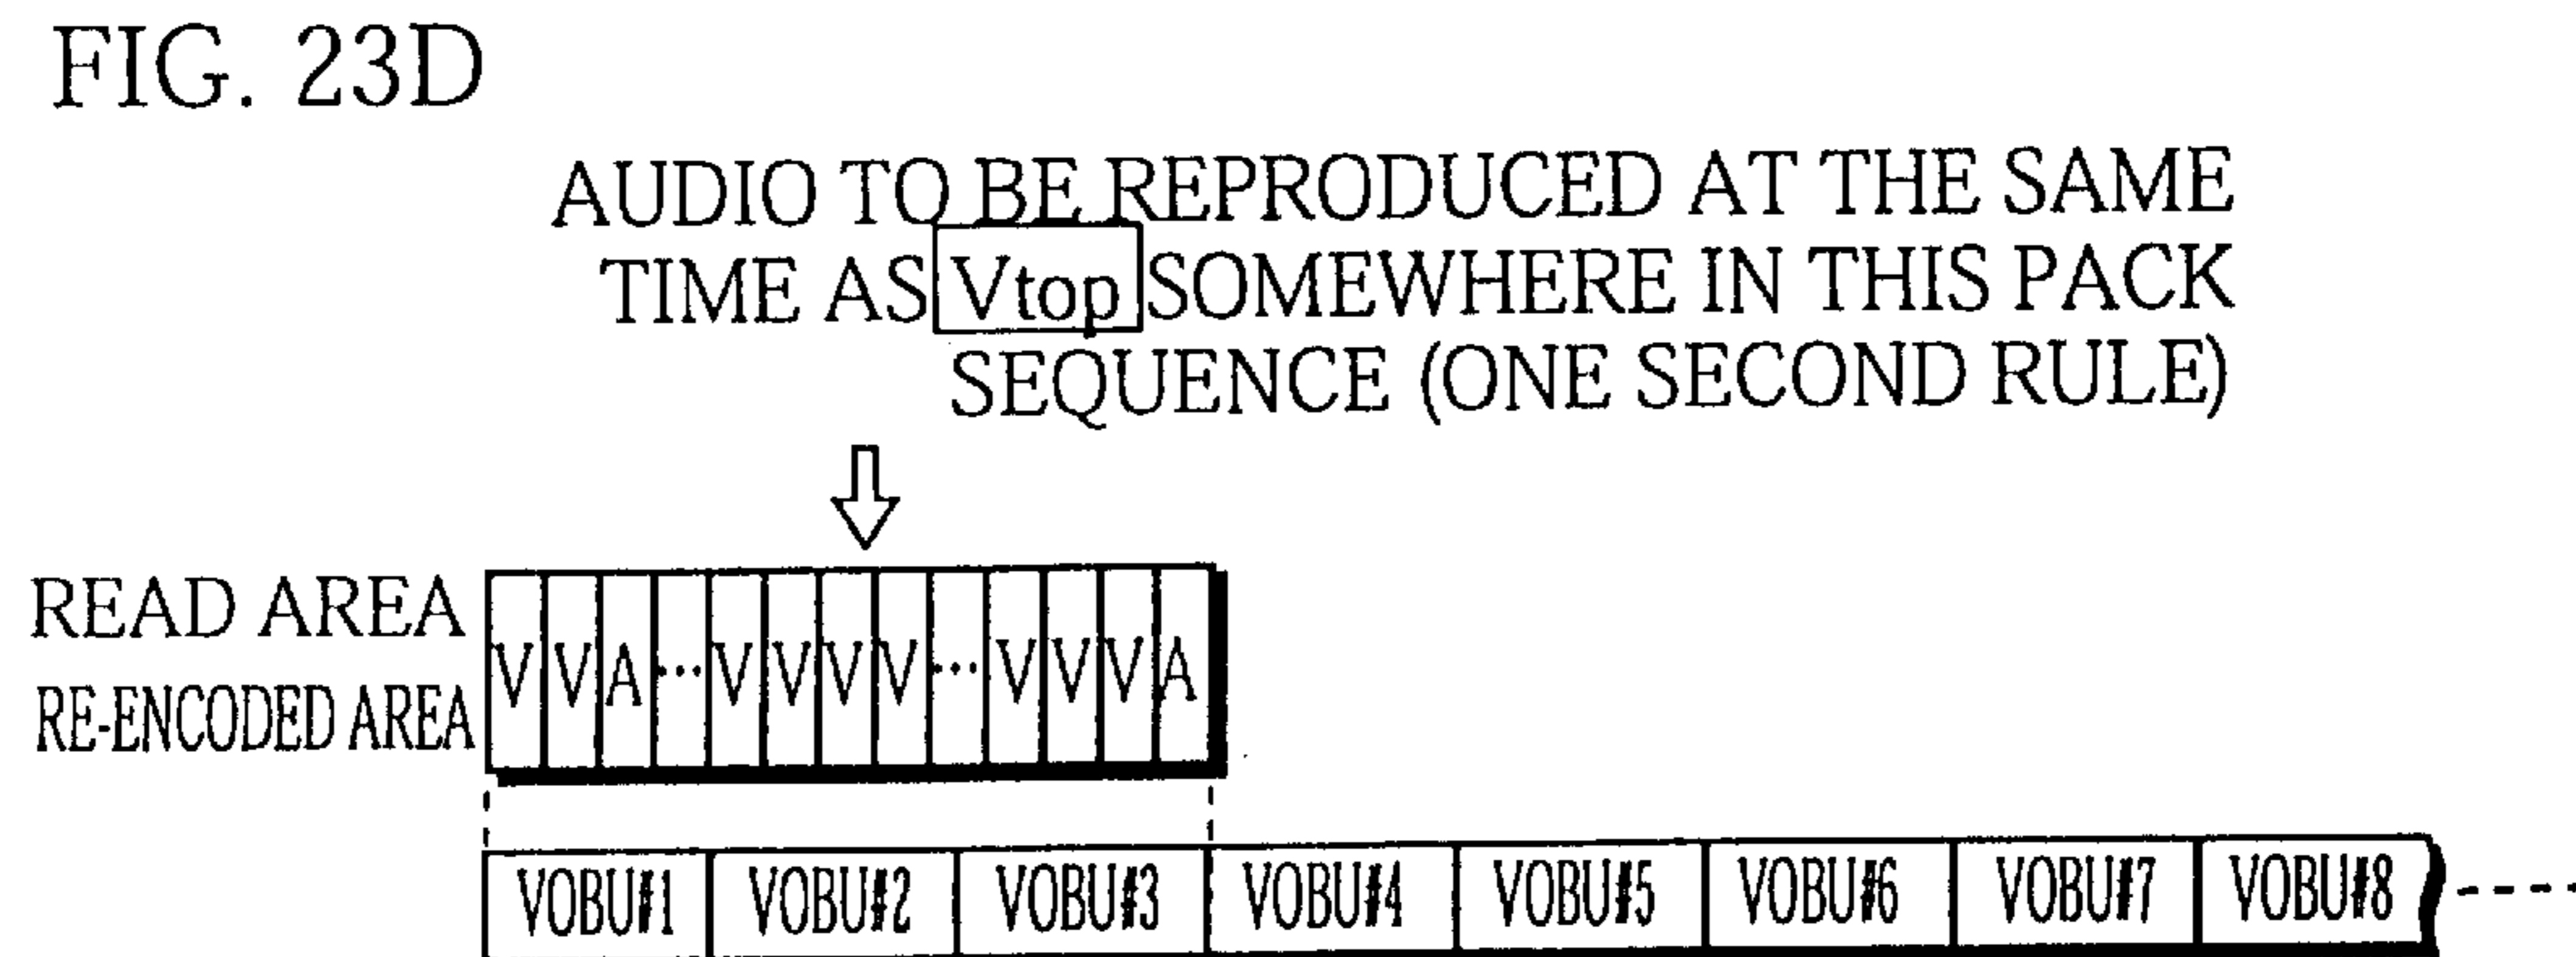 FIG. 23D
AUDIO TO BE REPRODUCED AT THE SAME
TIME AS Vtop SOMEWHERE IN THIS PACK
SEQUENCE (ONE SECOND RULE)
READ AREA
RE-ENCODED AREA
V V A ... V V V V ... V V V A
VOBU#1 VOBU#2 VOBU#3 VOBU#4 VOBU#5 VOBU#6 VOBU#7 VOBU#8